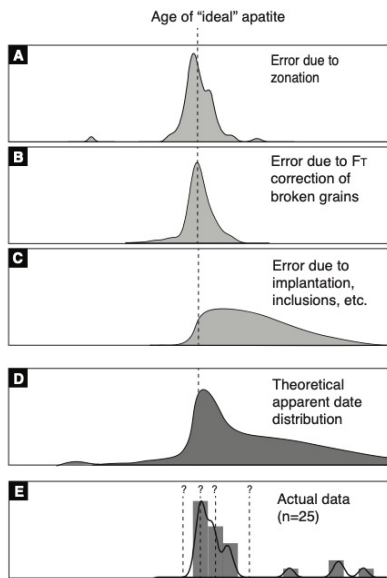 Age of “ideal” apatite
A
Error due to
zonation
B
Error due to FT
correction of
broken grains
C
Error due to
implantation,
inclusions, etc.
D
Theoretical
apparent date
distribution
E
? ? ? ?
Actual data
(n=25)